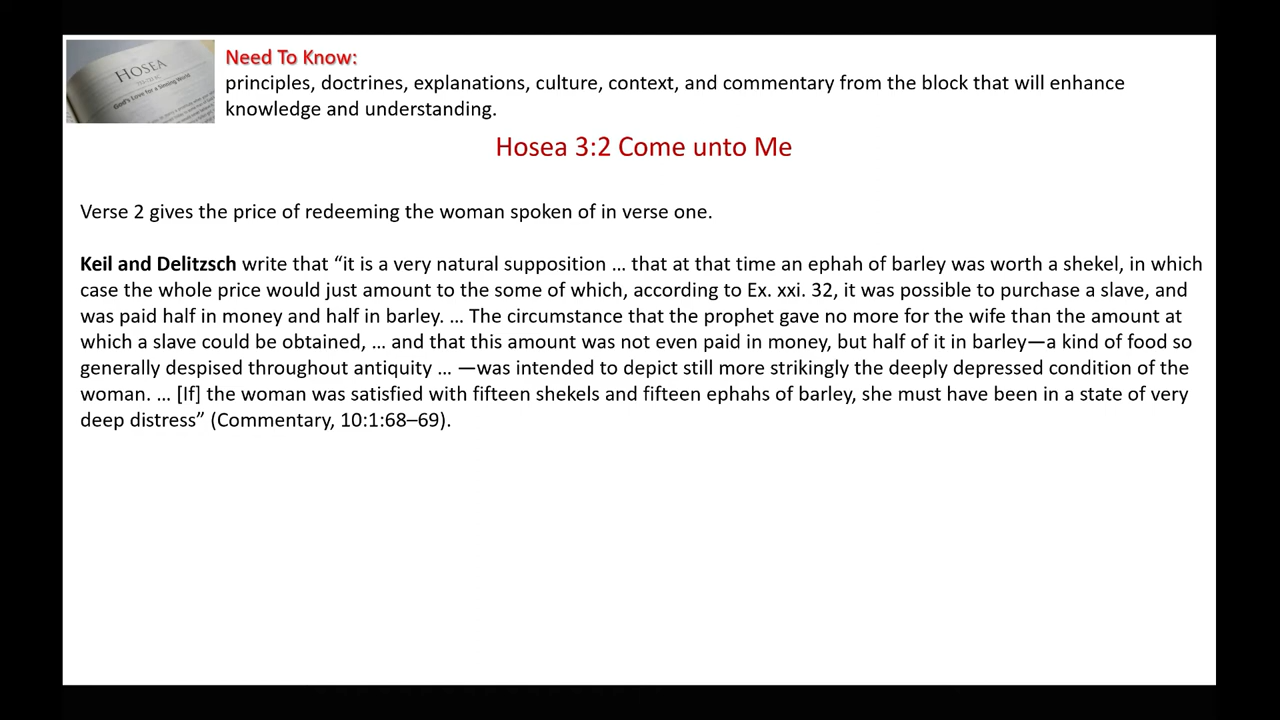 HOSEA
God's Love for a Sinning World
Need To Know:
principles, doctrines, explanations, culture, context, and commentary from the block that will enhance
knowledge and understanding.
Hosea 3:2 Come unto Me
Verse 2 gives the price of redeeming the woman spoken of in verse one.
Keil and Delitzsch write that “it is a very natural supposition … that at that time an ephah of barley was worth a shekel, in which
case the whole price would just amount to the some of which, according to Ex. xxi. 32, it was possible to purchase a slave, and
was paid half in money and half in barley. … The circumstance that the prophet gave no more for the wife than the amount at
which a slave could be obtained, … and that this amount was not even paid in money, but half of it in barley—a kind of food so
generally despised throughout antiquity … —was intended to depict still more strikingly the deeply depressed condition of the
woman. … [If] the woman was satisfied with fifteen shekels and fifteen ephahs of barley, she must have been in a state of very
deep distress” (Commentary, 10:1:68–69).